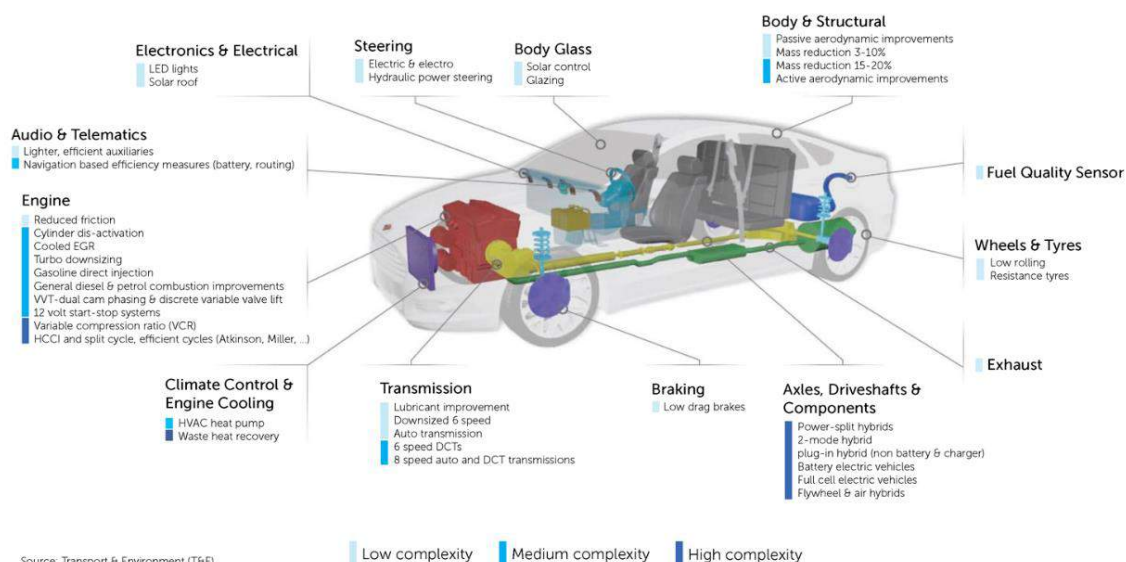 Electronics & Electrical
LED lights
Solar roof
Steering
Electric & electro
Hydraulic power steering
Body Glass
Solar control
Glazing
Body & Structural
Passive aerodynamic improvements
Mass reduction 3-10%
Mass reduction 15-20%
Active aerodynamic improvements
Audio & Telematics
Lighter, efficient auxiliaries
Navigation based efficiency measures (battery, routing)
Engine
Reduced friction
Cylinder dis-activation
Cooled EGR
Turbo downsizing
Gasoline direct injection
General diesel & petrol combustion improvements
VVT-dual cam phasing & discrete variable valve lift
12 volt start-stop systems
Variable compression ratio (VCR)
HCCI and split cycle, efficient cycles (Atkinson, Miller, ...)
Fuel Quality Sensor
Wheels & Tyres
Low rolling
Resistance tyres
Exhaust
Climate Control &
Engine Cooling
HVAC heat pump
Waste heat recovery
Transmission
Lubricant improvement
Downsized 6 speed
Auto transmission
6 speed DCTs
8 speed auto and DCT transmissions
Braking
Low drag brakes
Axles, Driveshafts &
Components
Power-split hybrids
2-mode hybrid
plug-in hybrid (non battery & charger)
Battery electric vehicles
Full cell electric vehicles
Flywheel & air hybrids
Source: Transport & Environment (T&E)
Low complexity
Medium complexity
High complexity